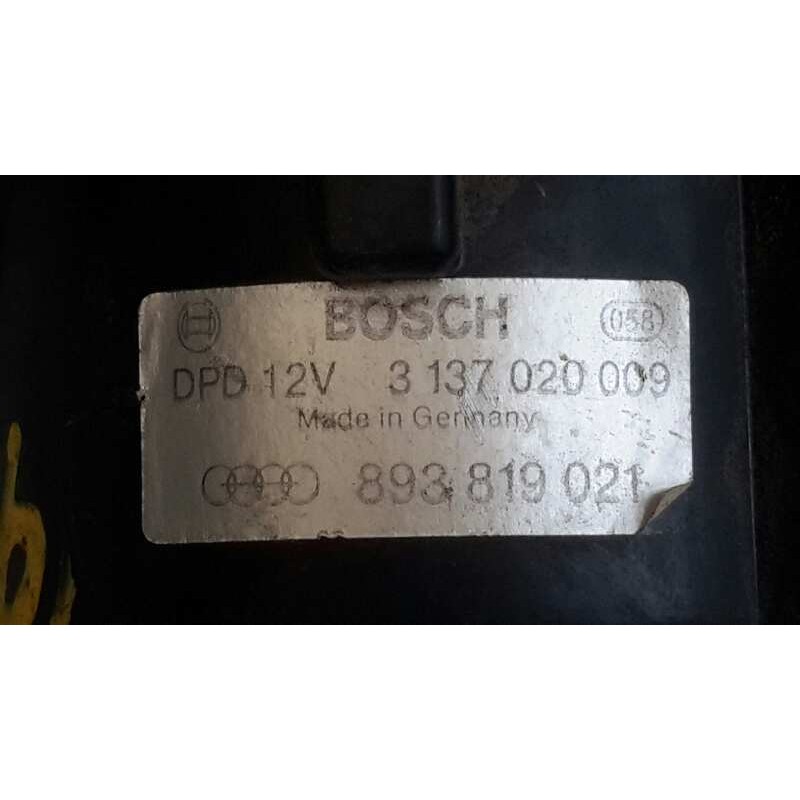 BOSCH 058
DPD 12V 3 137 020 009
Made in Germany
893 819 021